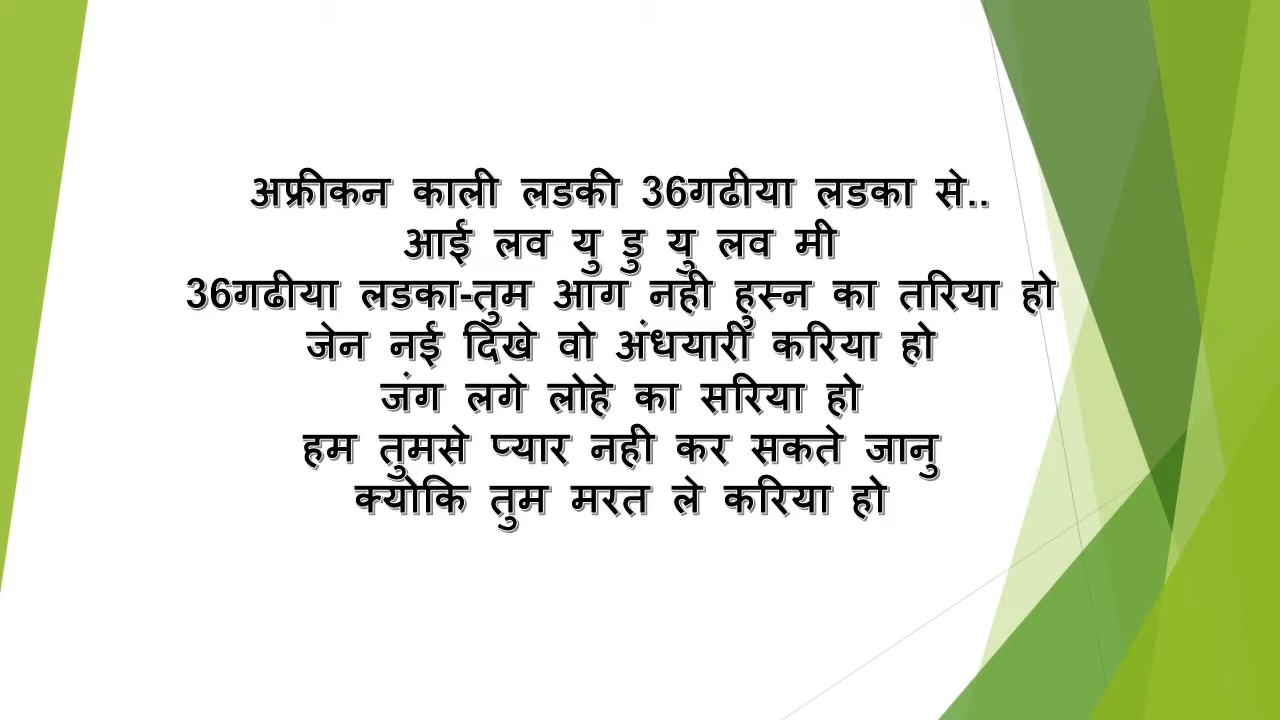 अफ्रीकन काली लडकी 36गढीया लडका से..
आई लव यु डु यु लव मी
36गढीया लडका-तुम आग नही हुस्न का तरिया हो
जेन नई दिखे वो अंधयारी करिया हो
जंग लगे लोहे का सरिया हो
हम तुमसे प्यार नही कर सकते जानु
क्योकि तुम मरत ले करिया हो